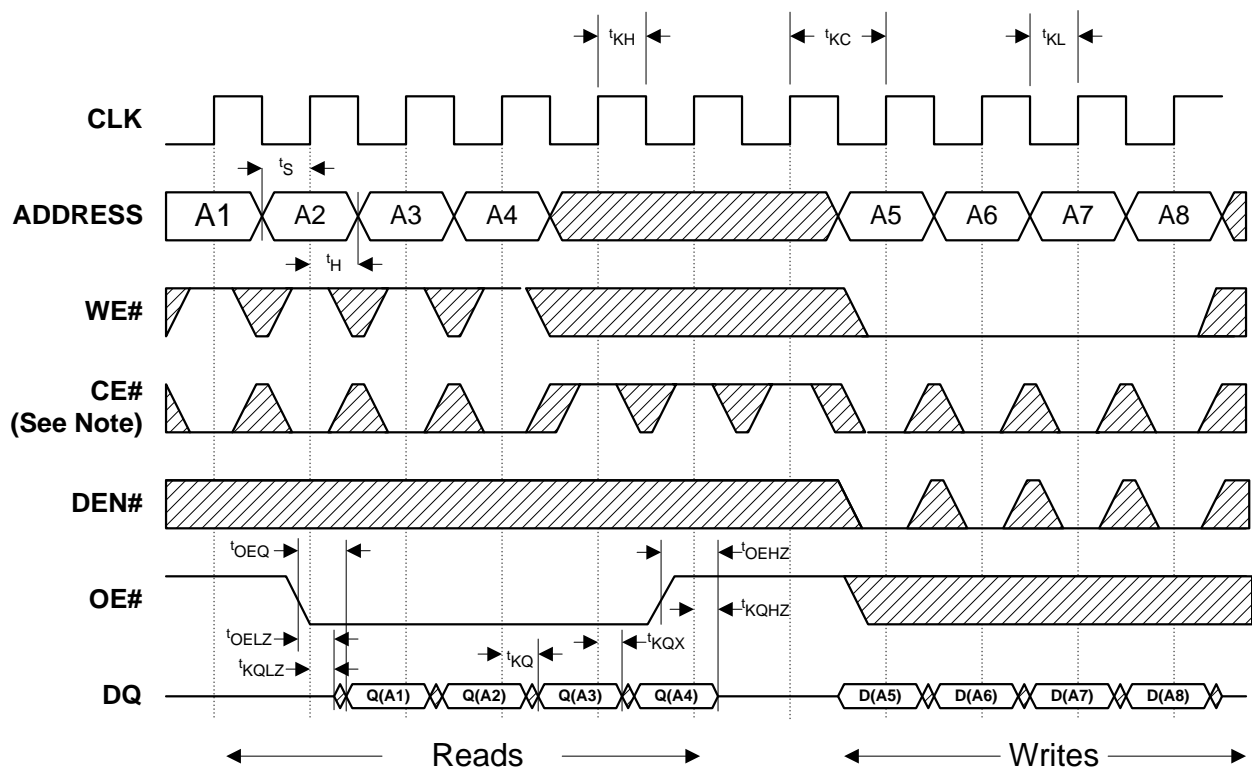 tKH
tKC
tKL
CLK
tS
ADDRESS
A1 A2 A3 A4 A5 A6 A7 A8
tH
WE#
CE#
(See Note)
DEN#
tOEQ
tOEHZ
OE#
tKQHZ
tOELZ
tKQ
tKQX
tKQLZ
DQ
Q(A1) Q(A2) Q(A3) Q(A4) D(A5) D(A6) D(A7) D(A8)
Reads Writes